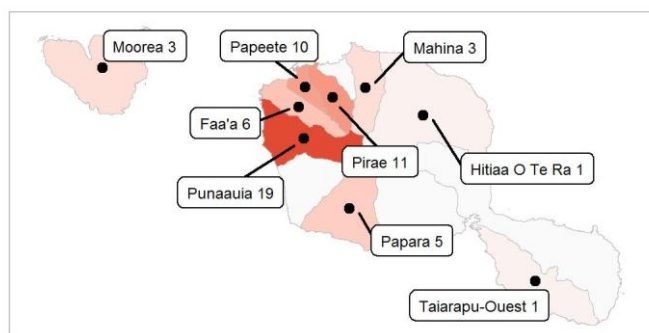 Moorea 3
Papeete 10
Mahina 3
Faa'a 6
Pirae 11
Hitiaa O Te Ra 1
Punaauia 19
Papara 5
Taiarapu-Ouest 1